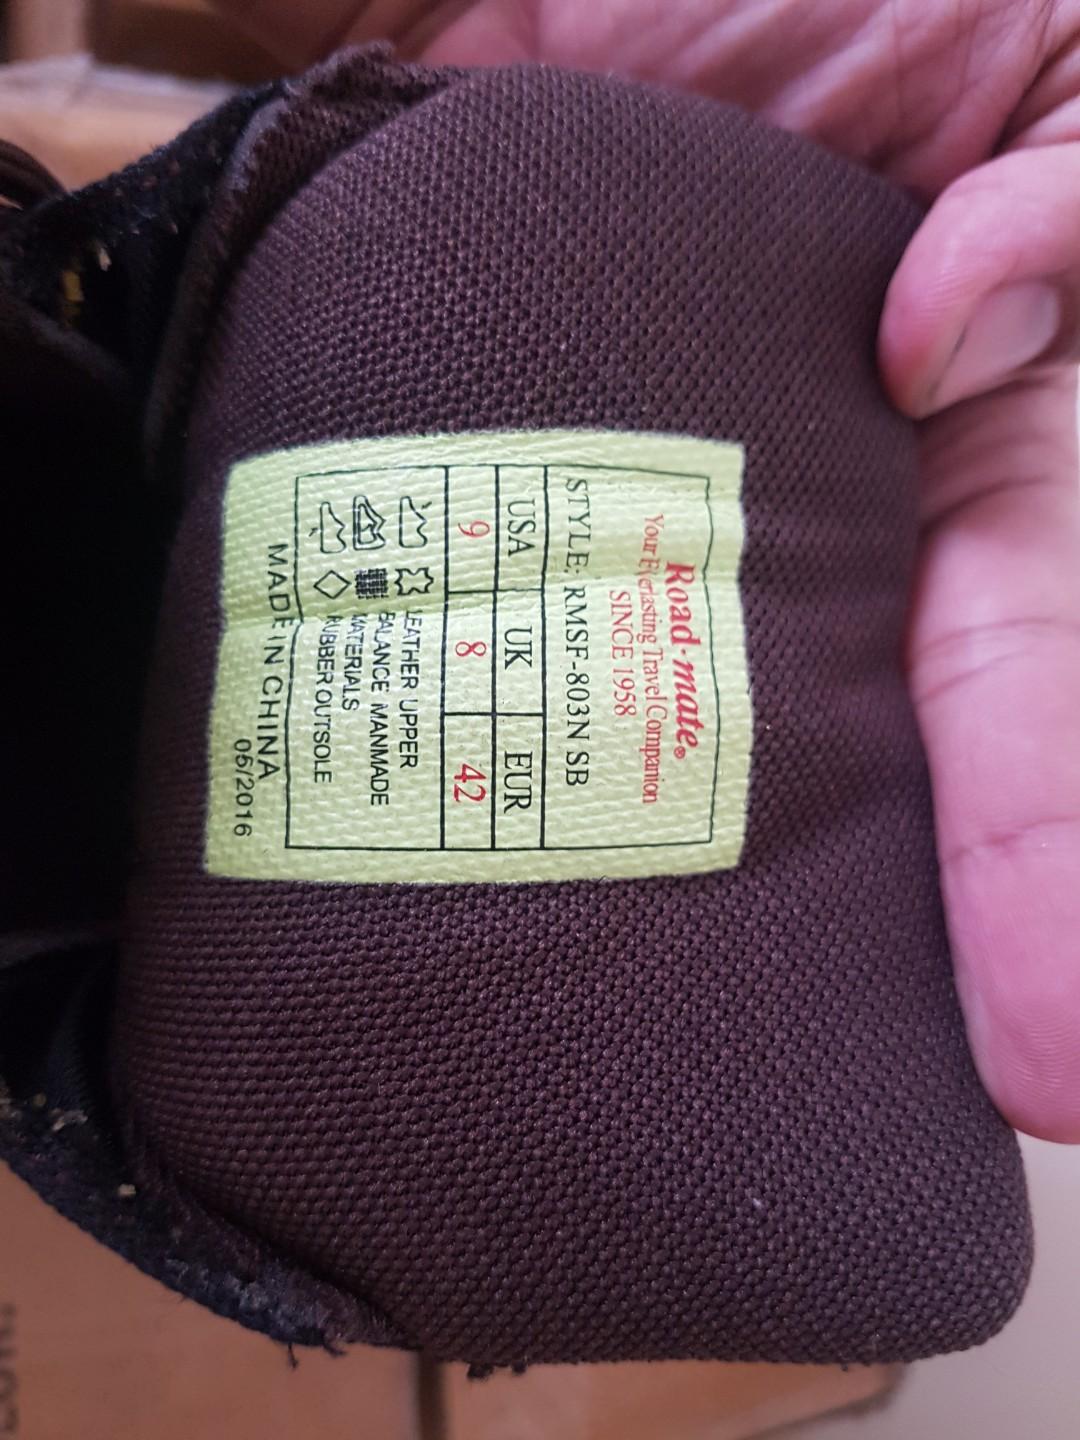 Road-mate®
Your Everlasting Travel Companion
SINCE 1958
STYLE: RMSF-803N SB
USA UK EUR
9 8 42
LEATHER UPPER
BALANCE MANMADE
MATERIALS
RUBBER OUTSOLE
MADE IN CHINA
05/2016